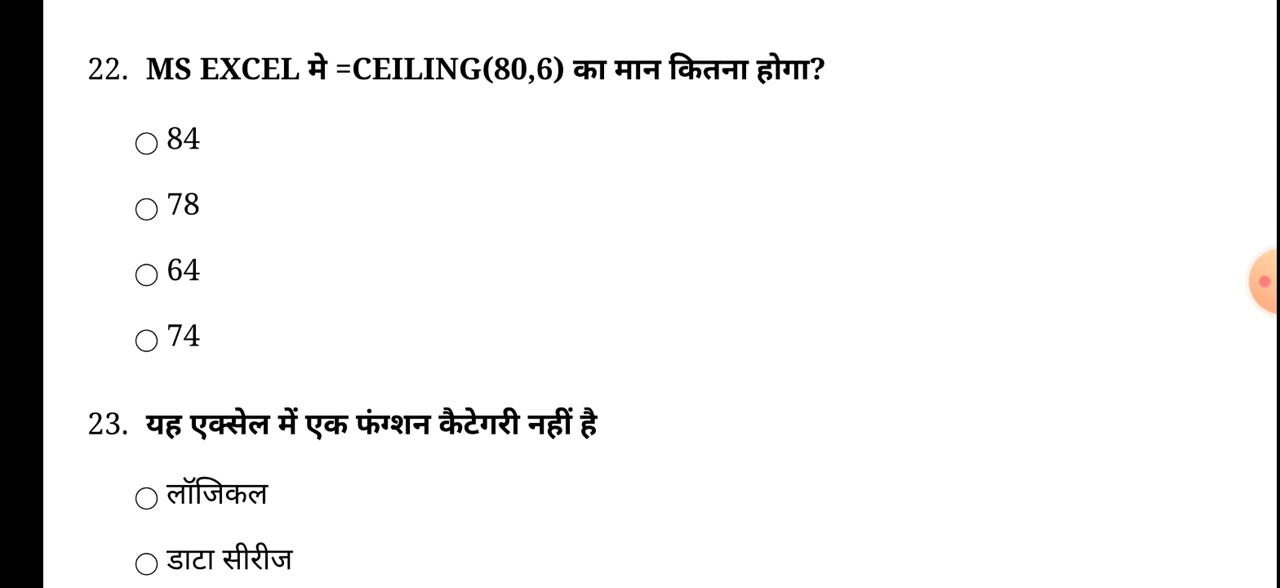 22. MS EXCEL मे =CEILING(80,6) का मान कितना होगा?
84
78
64
74
23. यह एक्सेल में एक फंग्शन कैटेगरी नहीं है
लॉजिकल
डाटा सीरीज